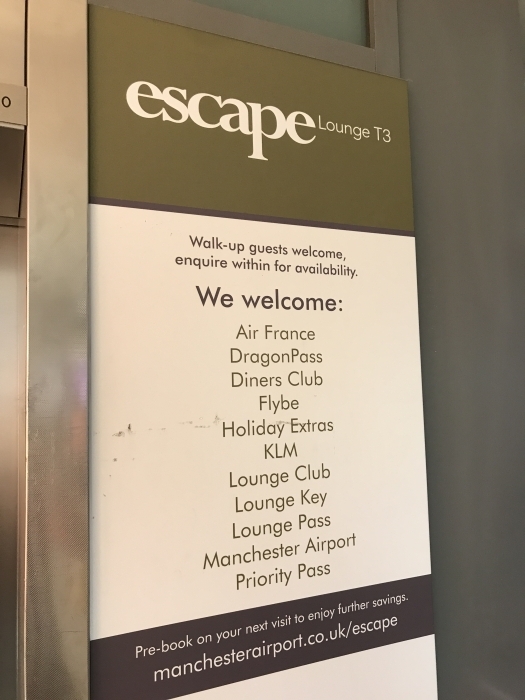 escape Lounge T3
Walk-up guests welcome,
enquire within for availability.
We welcome:
Air France
DragonPass
Diners Club
Flybe
Holiday Extras
KLM
Lounge Club
Lounge Key
Lounge Pass
Manchester Airport
Priority Pass
Pre-book on your next visit to enjoy further savings.
manchesterairport.co.uk/escape